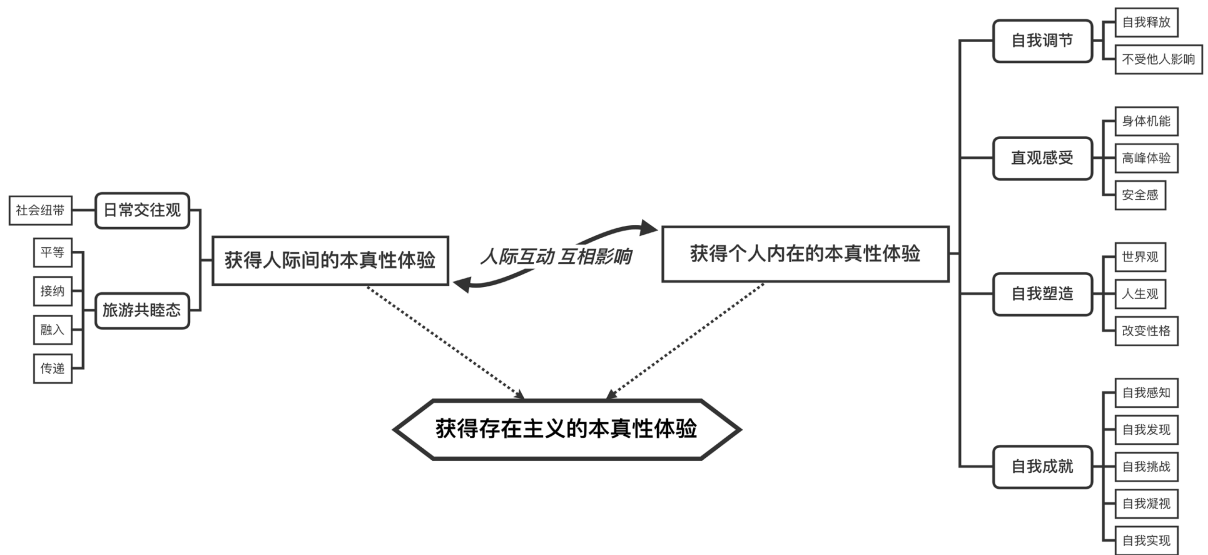 社会纽带
日常交往观
平等
接纳
融入
传递
旅游共睦态
获得人际间的本真性体验
人际互动 互相影响
获得个人内在的本真性体验
自我调节
自我释放
不受他人影响
直观感受
身体机能
高峰体验
安全感
自我塑造
世界观
人生观
改变性格
自我成就
自我感知
自我发现
自我挑战
自我凝视
自我实现
获得存在主义的本真性体验